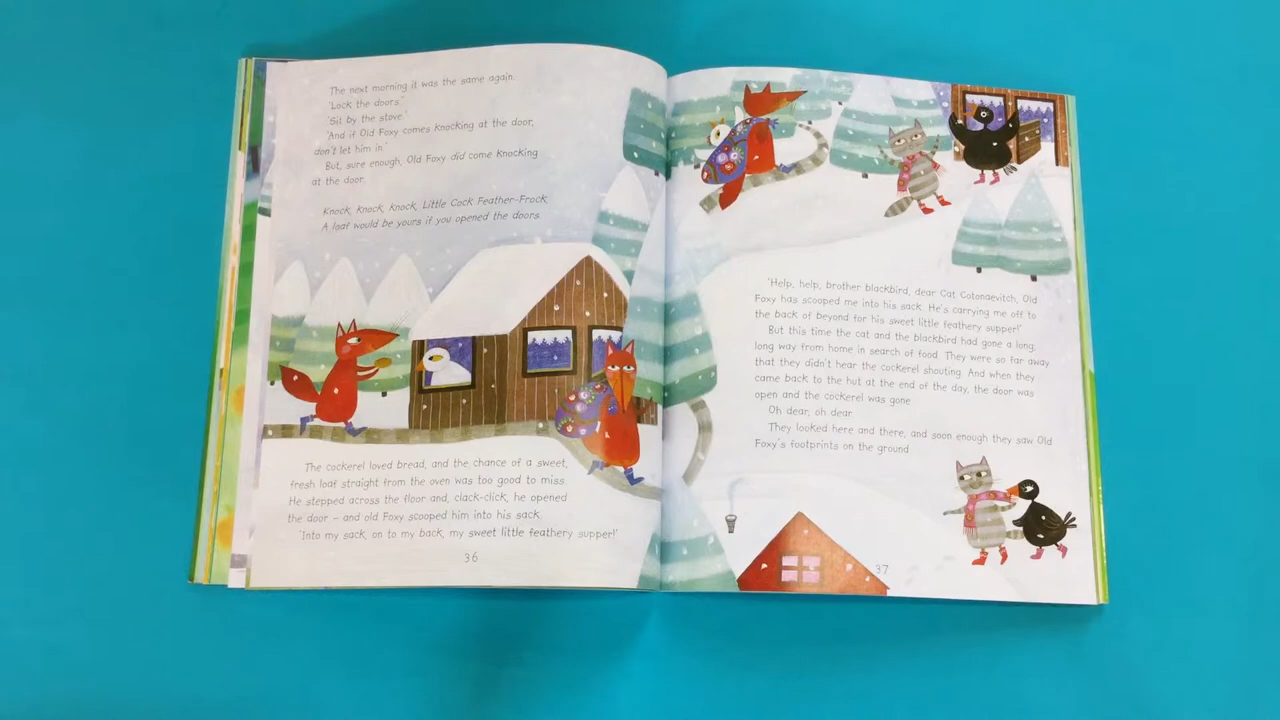 The next morning it was the same again.
'Lock the doors.'
'Sit by the stove.'
'And if Old Foxy comes knocking at the door,
don't let him in.'
But, sure enough, Old Foxy did come knocking
at the door.
Knock, knock, knock, Little Cock Feather-Frock,
A loaf would be yours if you opened the doors.
The cockerel loved bread, and the chance of a sweet,
fresh loaf straight from the oven was too good to miss.
He stepped across the floor and, clack-click, he opened
the door – and old Foxy scooped him into his sack.
'Into my sack, on to my back, my sweet little feathery supper!'
36
'Help, help, brother blackbird, dear Cat Cotonaevitch, Old
Foxy has scooped me into his sack. He's carrying me off to
the back of beyond for his sweet little feathery supper!'
But this time the cat and the blackbird had gone a long,
long way from home in search of food. They were so far away
that they didn't hear the cockerel shouting. And when they
came back to the hut at the end of the day, the door was
open and the cockerel was gone.
Oh dear, oh dear.
They looked here and there, and soon enough they saw Old
Foxy's footprints on the ground.
37